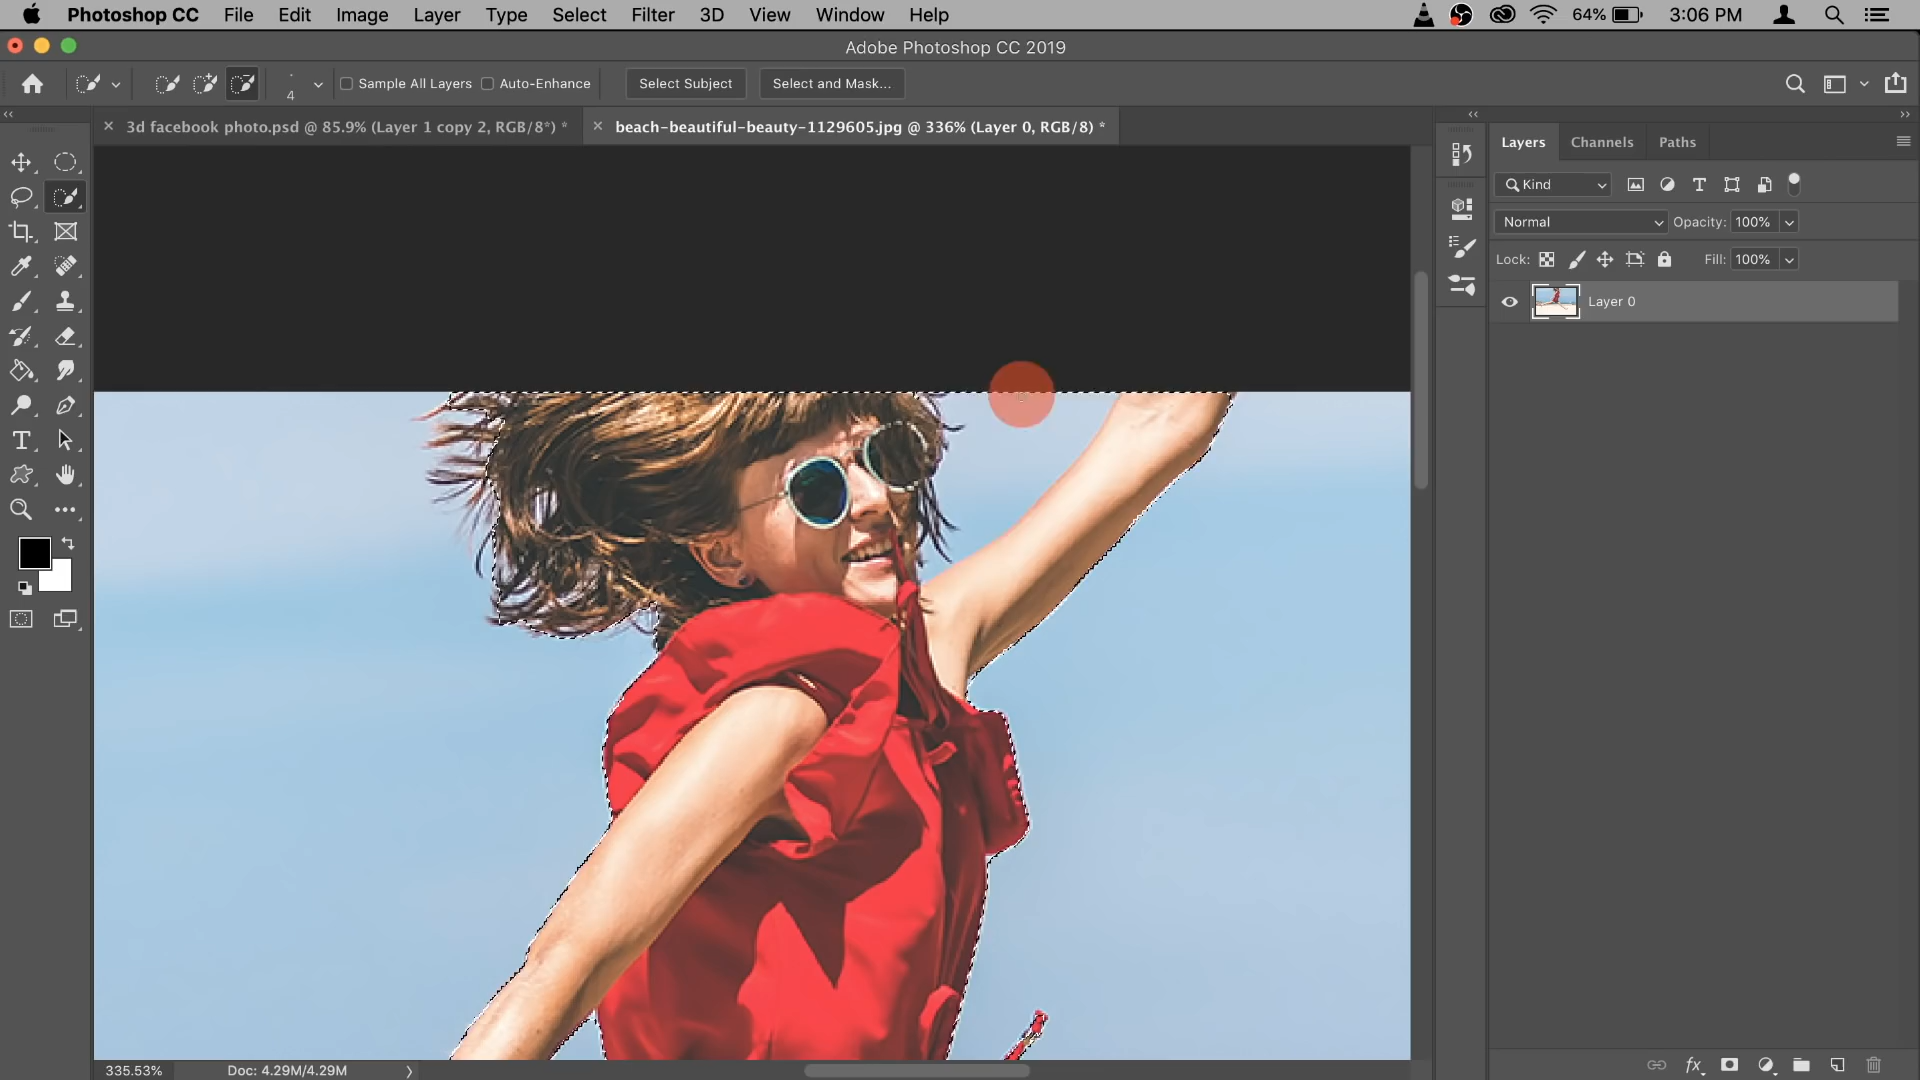 Photoshop CC File Edit Image Layer Type Select Filter 3D View Window Help 64% 3:06 PM
Adobe Photoshop CC 2019
4 Sample All Layers Auto-Enhance Select Subject Select and Mask...
3d facebook photo.psd @ 85.9% (Layer 1 copy 2, RGB/8*) * beach-beautiful-beauty-1129605.jpg @ 336% (Layer 0, RGB/8) *
Layers Channels Paths
Kind
Normal Opacity: 100%
Lock: Fill: 100%
Layer 0
335.53% Doc: 4.29M/4.29M